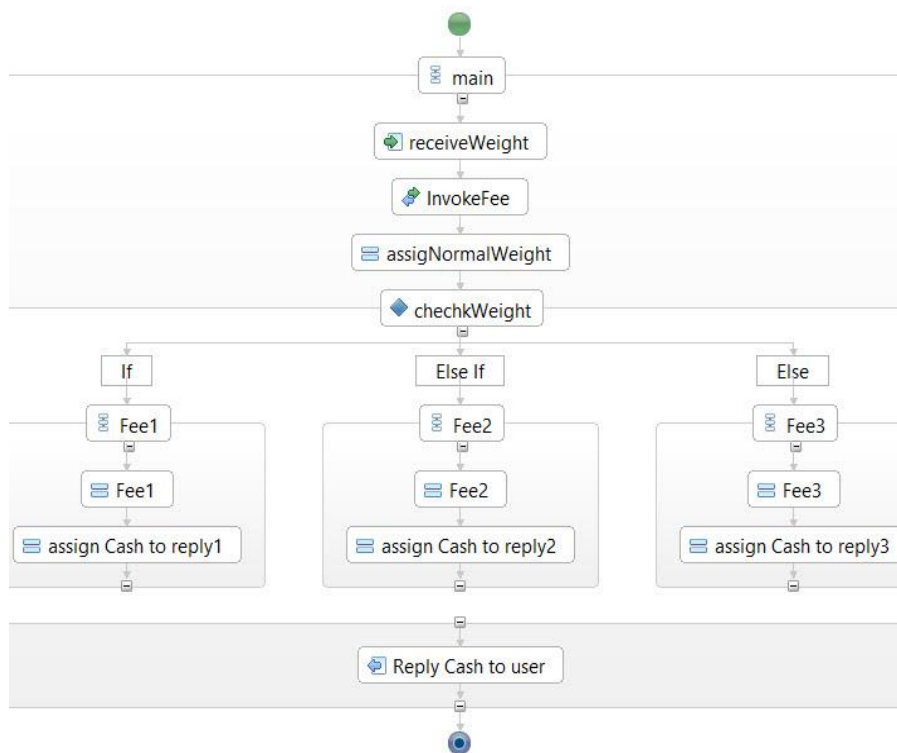 main
receiveWeight
InvokeFee
assigNormalWeight
chechkWeight
If
Else If
Else
Fee1
Fee2
Fee3
Fee1
Fee2
Fee3
assign Cash to reply1
assign Cash to reply2
assign Cash to reply3
Reply Cash to user